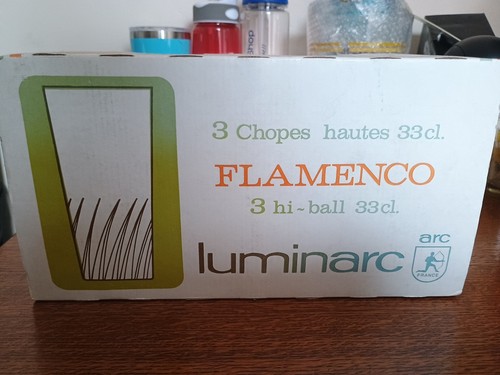 3 Chopes hautes 33cl.
FLAMENCO
3 hi-ball 33cl.
luminarc
arc
FRANCE